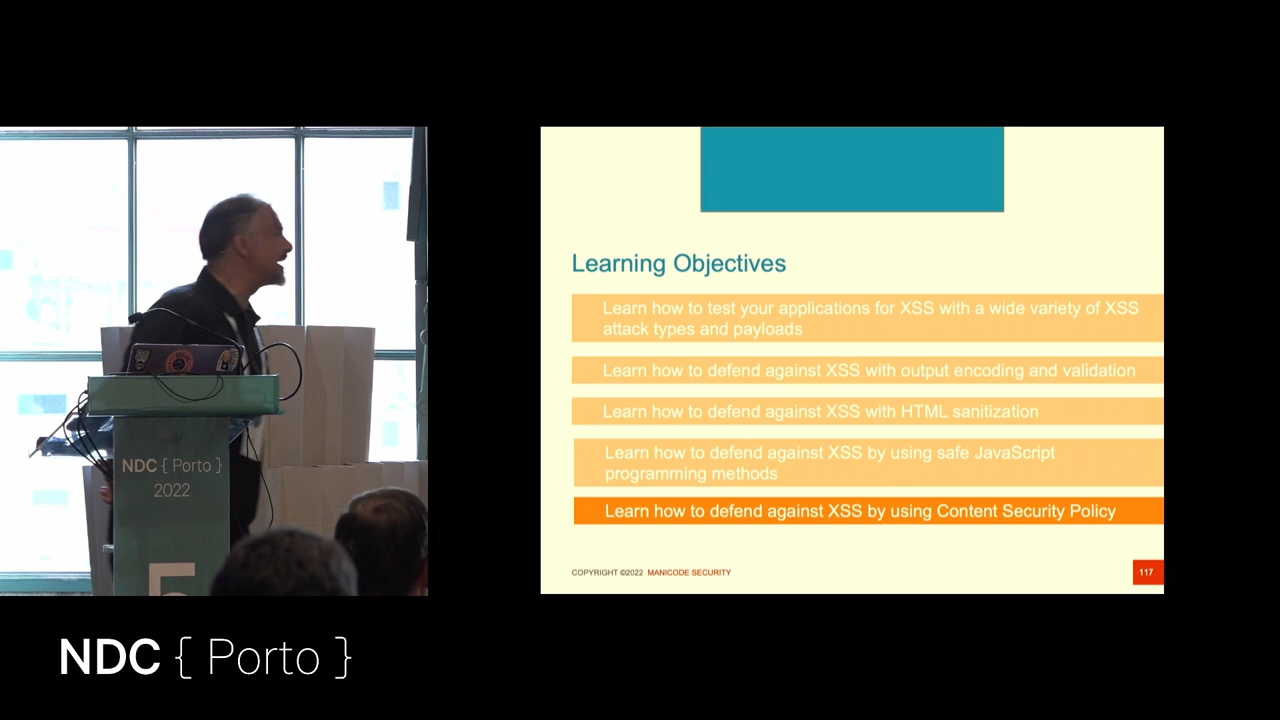 Learning Objectives
Learn how to test your applications for XSS with a wide variety of XSS
attack types and payloads
Learn how to defend against XSS with output encoding and validation
Learn how to defend against XSS with HTML sanitization
Learn how to defend against XSS by using safe JavaScript
programming methods
Learn how to defend against XSS by using Content Security Policy
COPYRIGHT ©2022 MANICODE SECURITY
117
NDC { Porto }
2022
5
NDC { Porto }